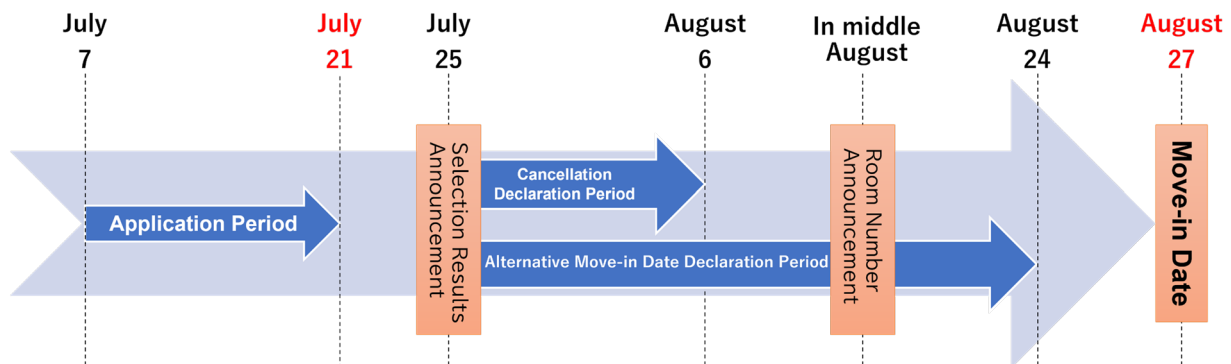 July
7
July
21
July
25
August
6
In middle
August
August
24
August
27
Application Period
Selection Results
Announcement
Cancellation
Declaration Period
Alternative Move-in Date Declaration Period
Room Number
Announcement
Move-in Date